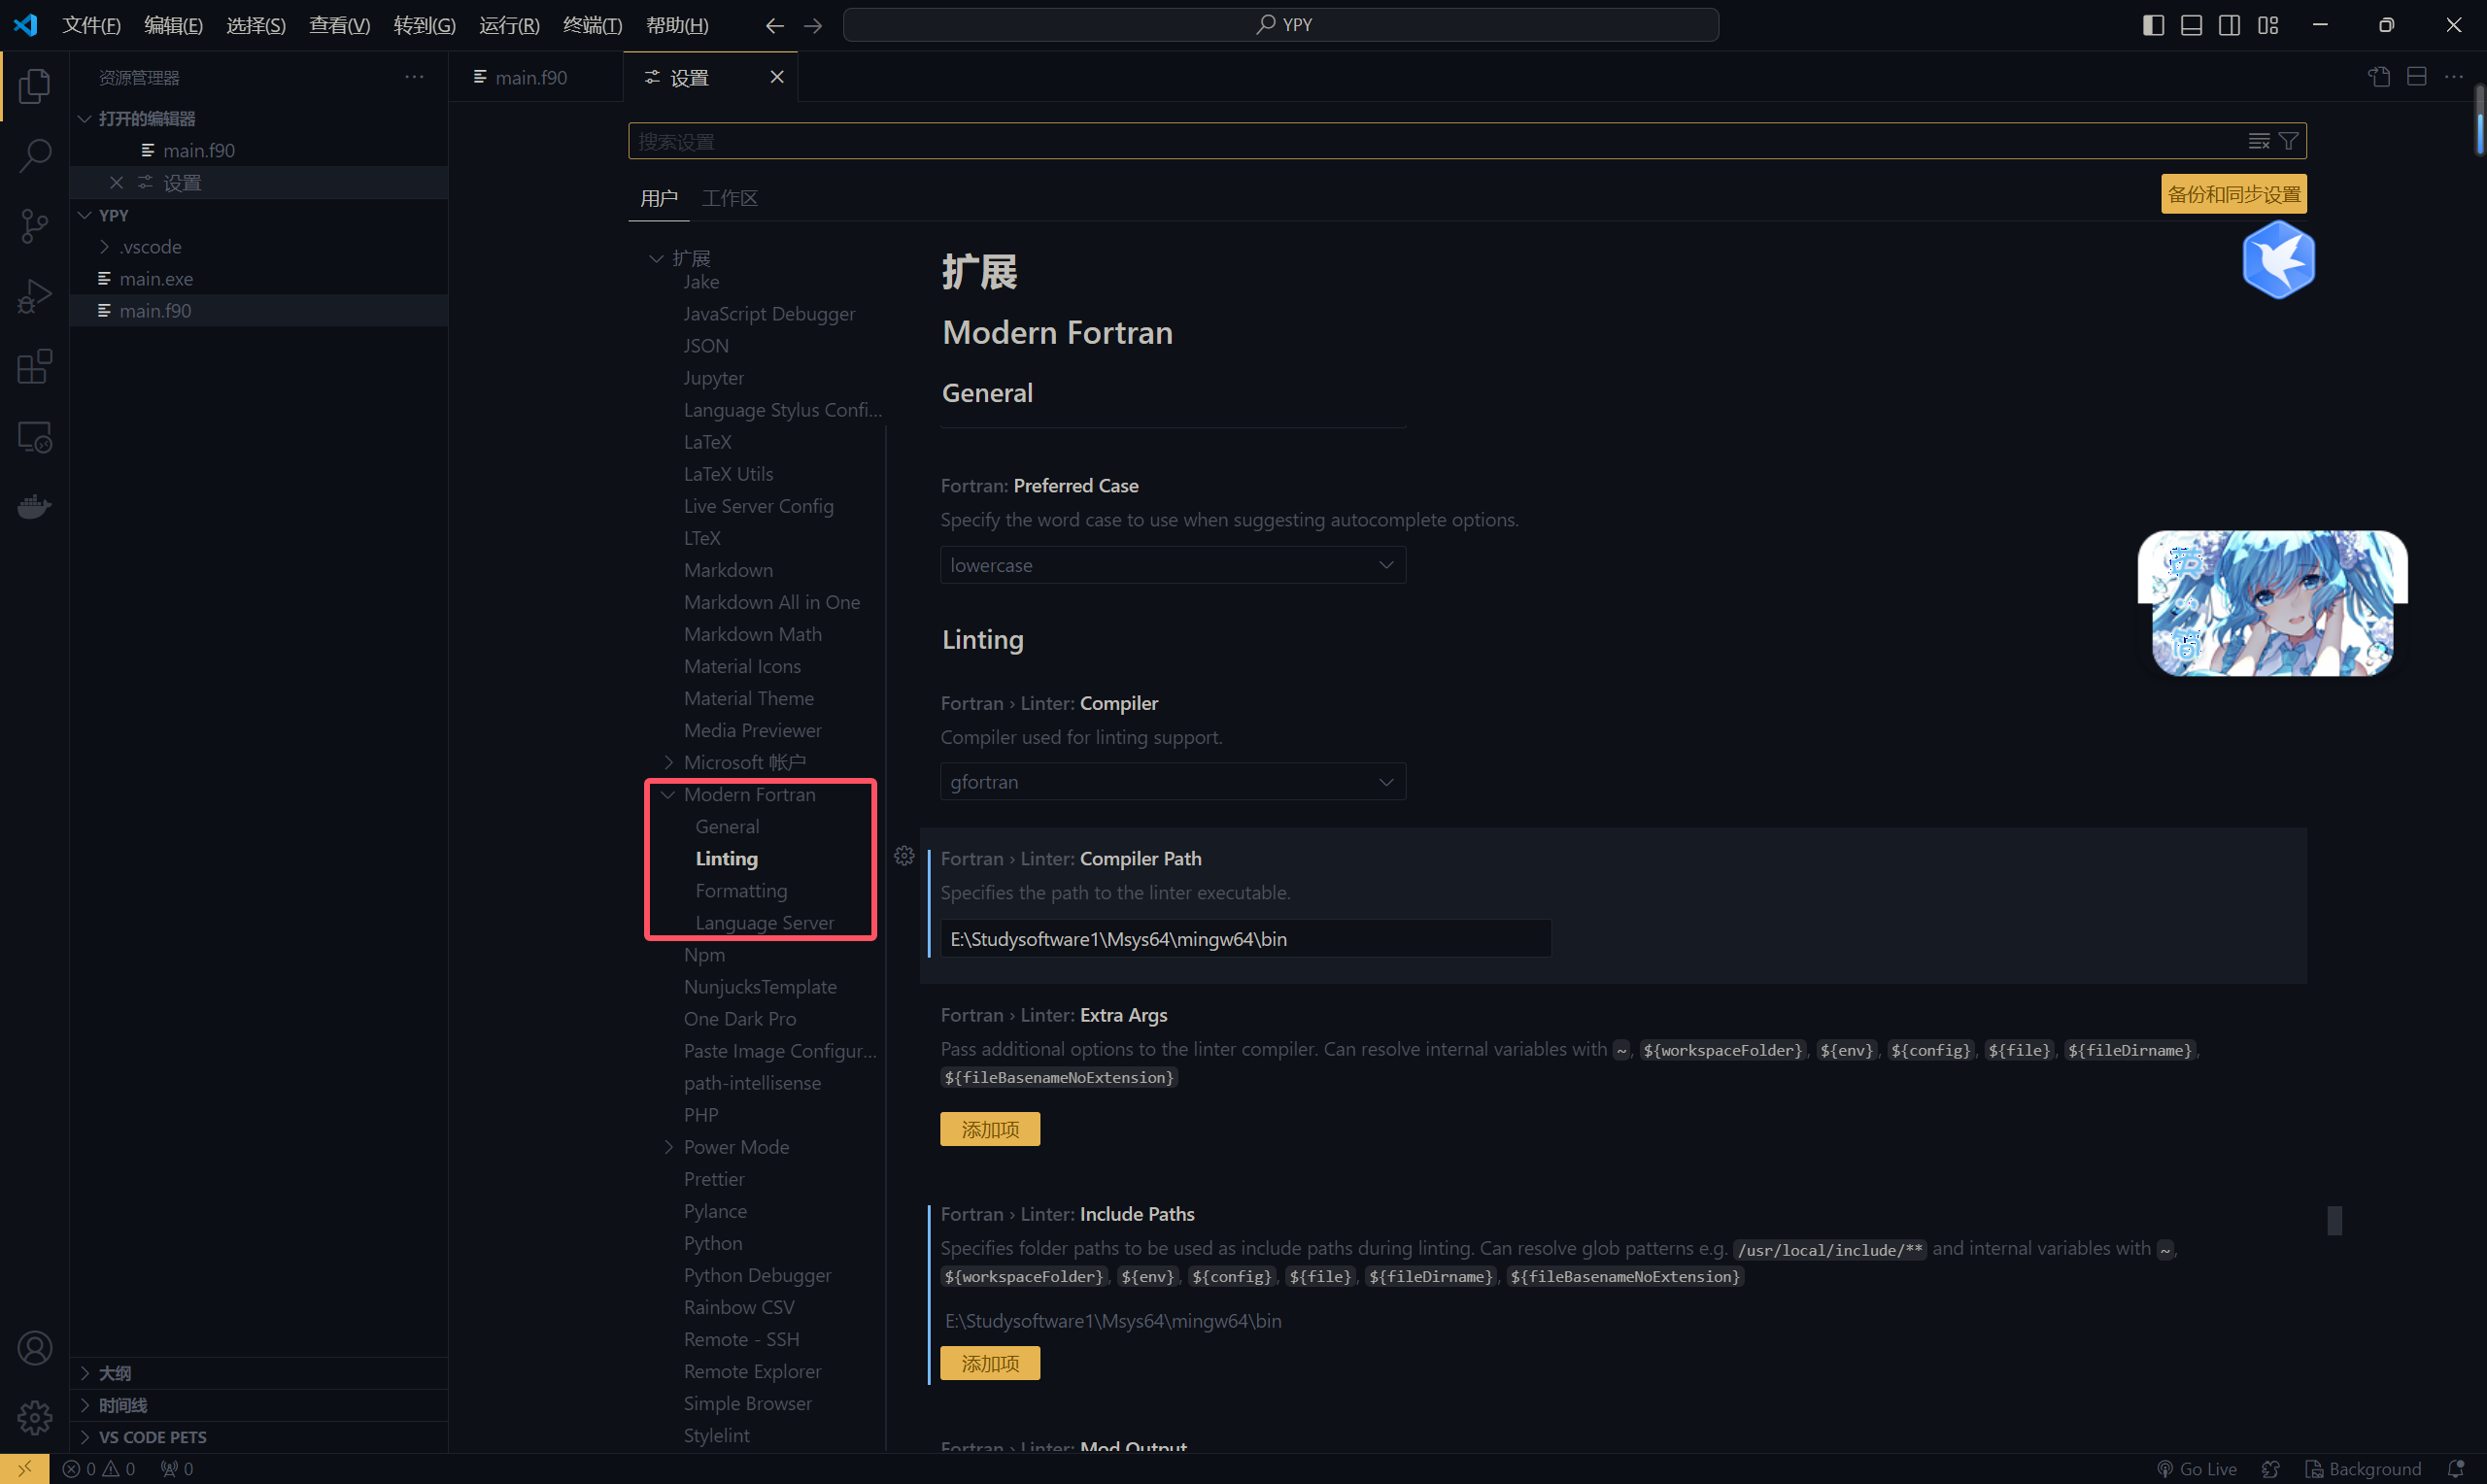 文件(F) 编辑(E) 选择(S) 查看(V) 转到(G) 运行(R) 终端(T) 帮助(H) YPY
资源管理器
main.f90 设置
打开的编辑器
main.f90
设置
YPY
.vscode
main.exe
main.f90
大纲
时间线
VS CODE PETS
搜索设置
用户 工作区
备份和同步设置
扩展
Jake
JavaScript Debugger
JSON
Jupyter
Language Stylus Confi...
LaTeX
LaTeX Utils
Live Server Config
LTeX
Markdown
Markdown All in One
Markdown Math
Material Icons
Material Theme
Media Previewer
Microsoft 帐户
Modern Fortran
General
Linting
Formatting
Language Server
Npm
NunjucksTemplate
One Dark Pro
Paste Image Configur...
path-intellisense
PHP
Power Mode
Prettier
Pylance
Python
Python Debugger
Rainbow CSV
Remote - SSH
Remote Explorer
Simple Browser
Stylelint
扩展
Modern Fortran
General
Fortran: Preferred Case
Specify the word case to use when suggesting autocomplete options.
lowercase
Linting
Fortran › Linter: Compiler
Compiler used for linting support.
gfortran
Fortran › Linter: Compiler Path
Specifies the path to the linter executable.
E:\Studysoftware1\Msys64\mingw64\bin
Fortran › Linter: Extra Args
Pass additional options to the linter compiler. Can resolve internal variables with ~, ${workspaceFolder}, ${env}, ${config}, ${file}, ${fileDirname},
${fileBasenameNoExtension}
添加项
Fortran › Linter: Include Paths
Specifies folder paths to be used as include paths during linting. Can resolve glob patterns e.g. /usr/local/include/** and internal variables with ~,
${workspaceFolder}, ${env}, ${config}, ${file}, ${fileDirname}, ${fileBasenameNoExtension}
E:\Studysoftware1\Msys64\mingw64\bin
添加项
Fortran › Linter: Mod Output
英
简
0 0 0
Go Live Background